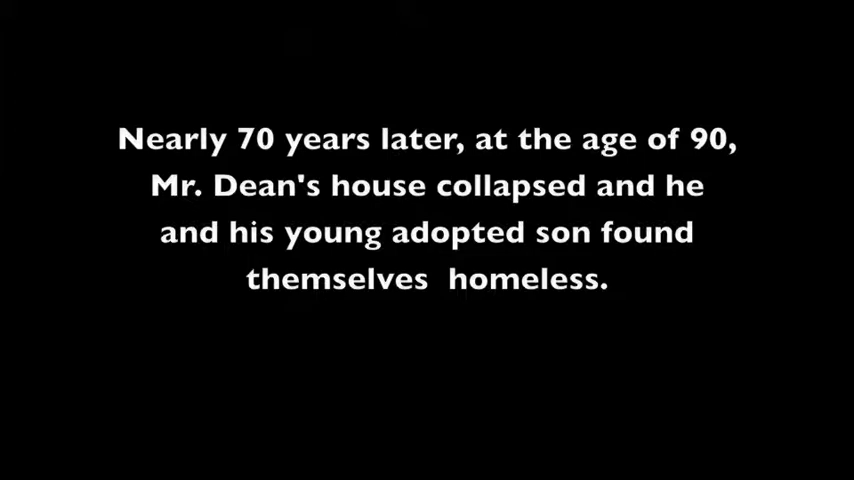 Nearly 70 years later, at the age of 90,
Mr. Dean's house collapsed and he
and his young adopted son found
themselves  homeless.